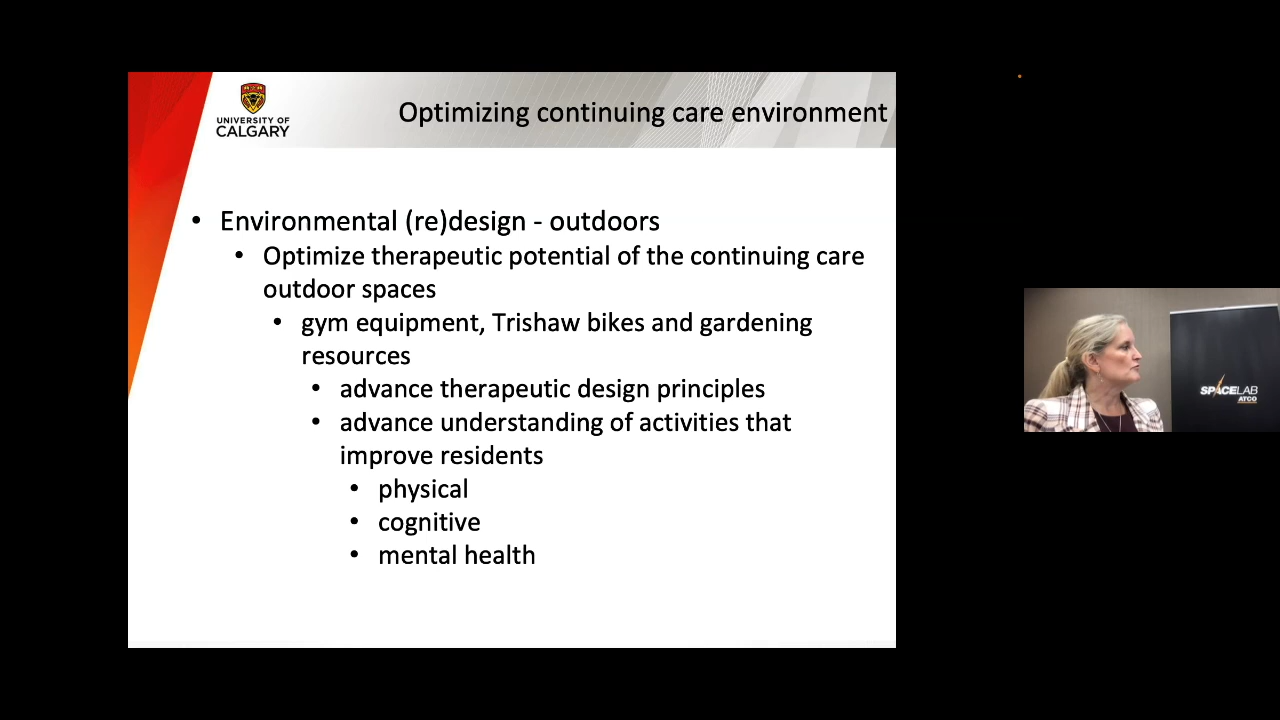 UNIVERSITY OF
CALGARY
Optimizing continuing care environment
• Environmental (re)design - outdoors
• Optimize therapeutic potential of the continuing care
outdoor spaces
• gym equipment, Trishaw bikes and gardening
resources
• advance therapeutic design principles
• advance understanding of activities that
improve residents
• physical
• cognitive
• mental health
SPACELAB
ATCO